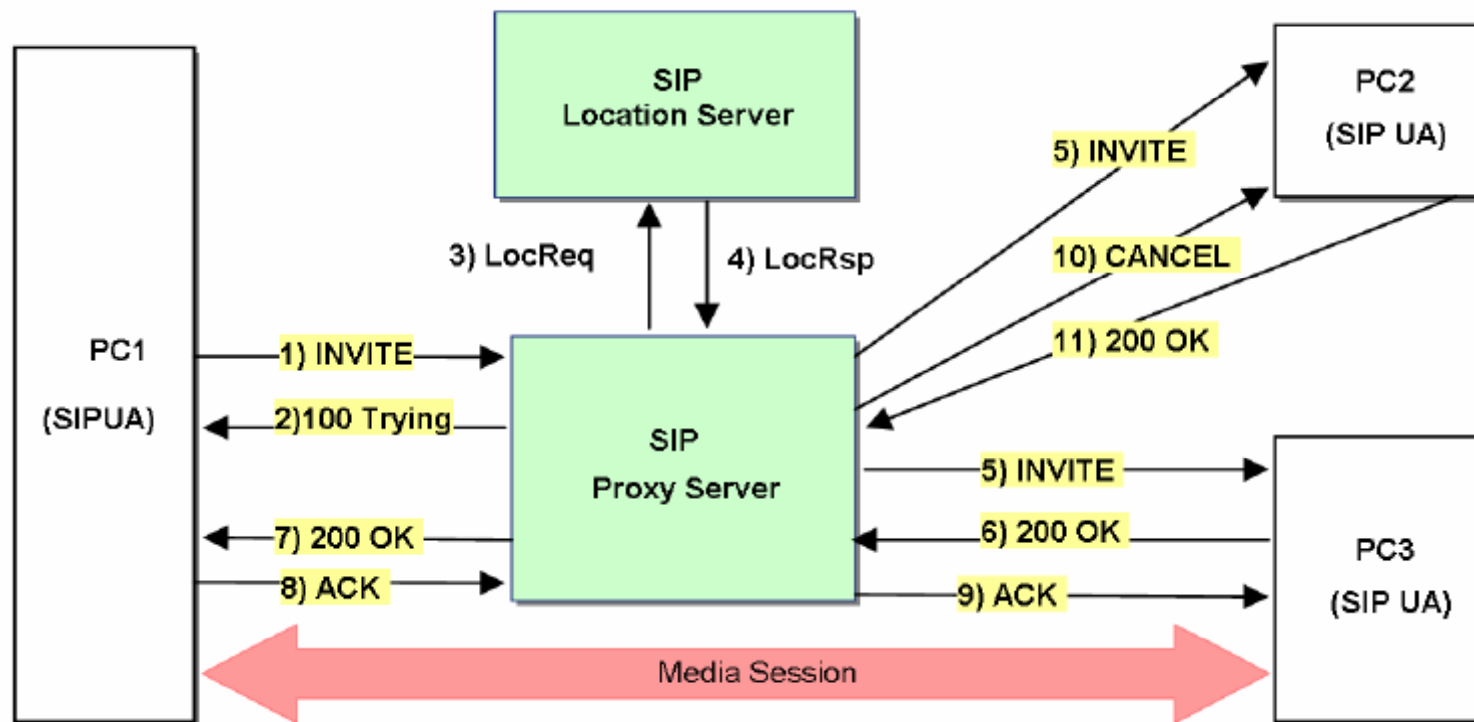 SIP
Location Server
PC2
(SIP UA)
5) INVITE
10) CANCEL
11) 200 OK
3) LocReq
4) LocRsp
PC1
(SIPUA)
1) INVITE
2)100 Trying
7) 200 OK
8) ACK
SIP
Proxy Server
5) INVITE
6) 200 OK
9) ACK
PC3
(SIP UA)
Media Session